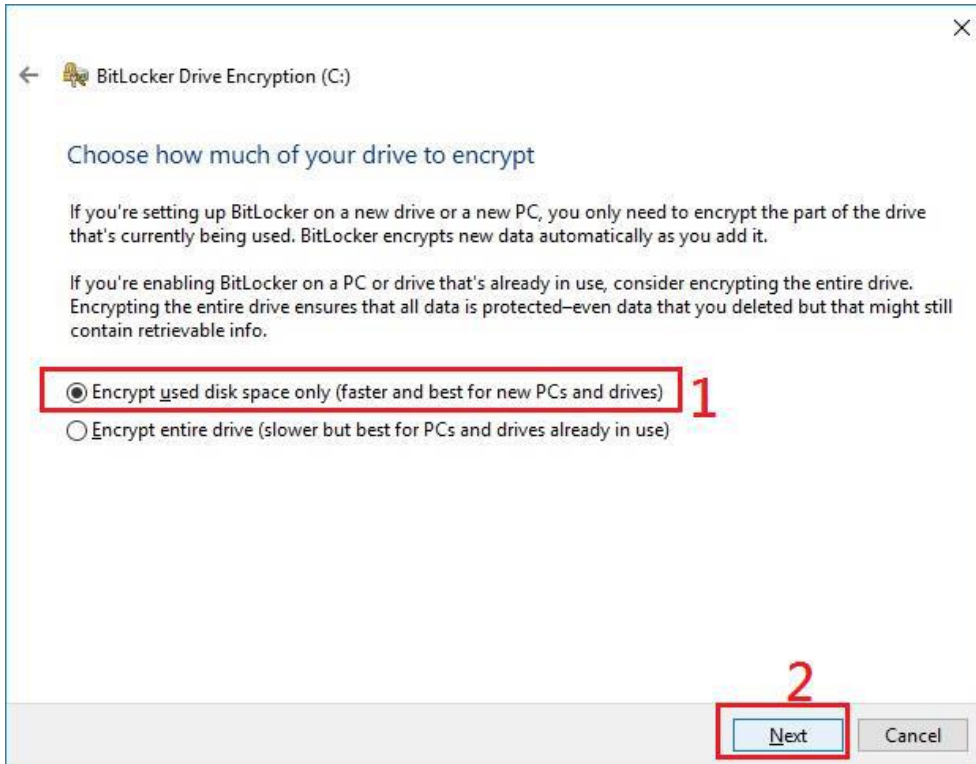 BitLocker Drive Encryption (C:)
Choose how much of your drive to encrypt
If you're setting up BitLocker on a new drive or a new PC, you only need to encrypt the part of the drive
that's currently being used. BitLocker encrypts new data automatically as you add it.
If you're enabling BitLocker on a PC or drive that's already in use, consider encrypting the entire drive.
Encrypting the entire drive ensures that all data is protected–even data that you deleted but that might still
contain retrievable info.
Encrypt used disk space only (faster and best for new PCs and drives) 1
Encrypt entire drive (slower but best for PCs and drives already in use)
2
Next Cancel